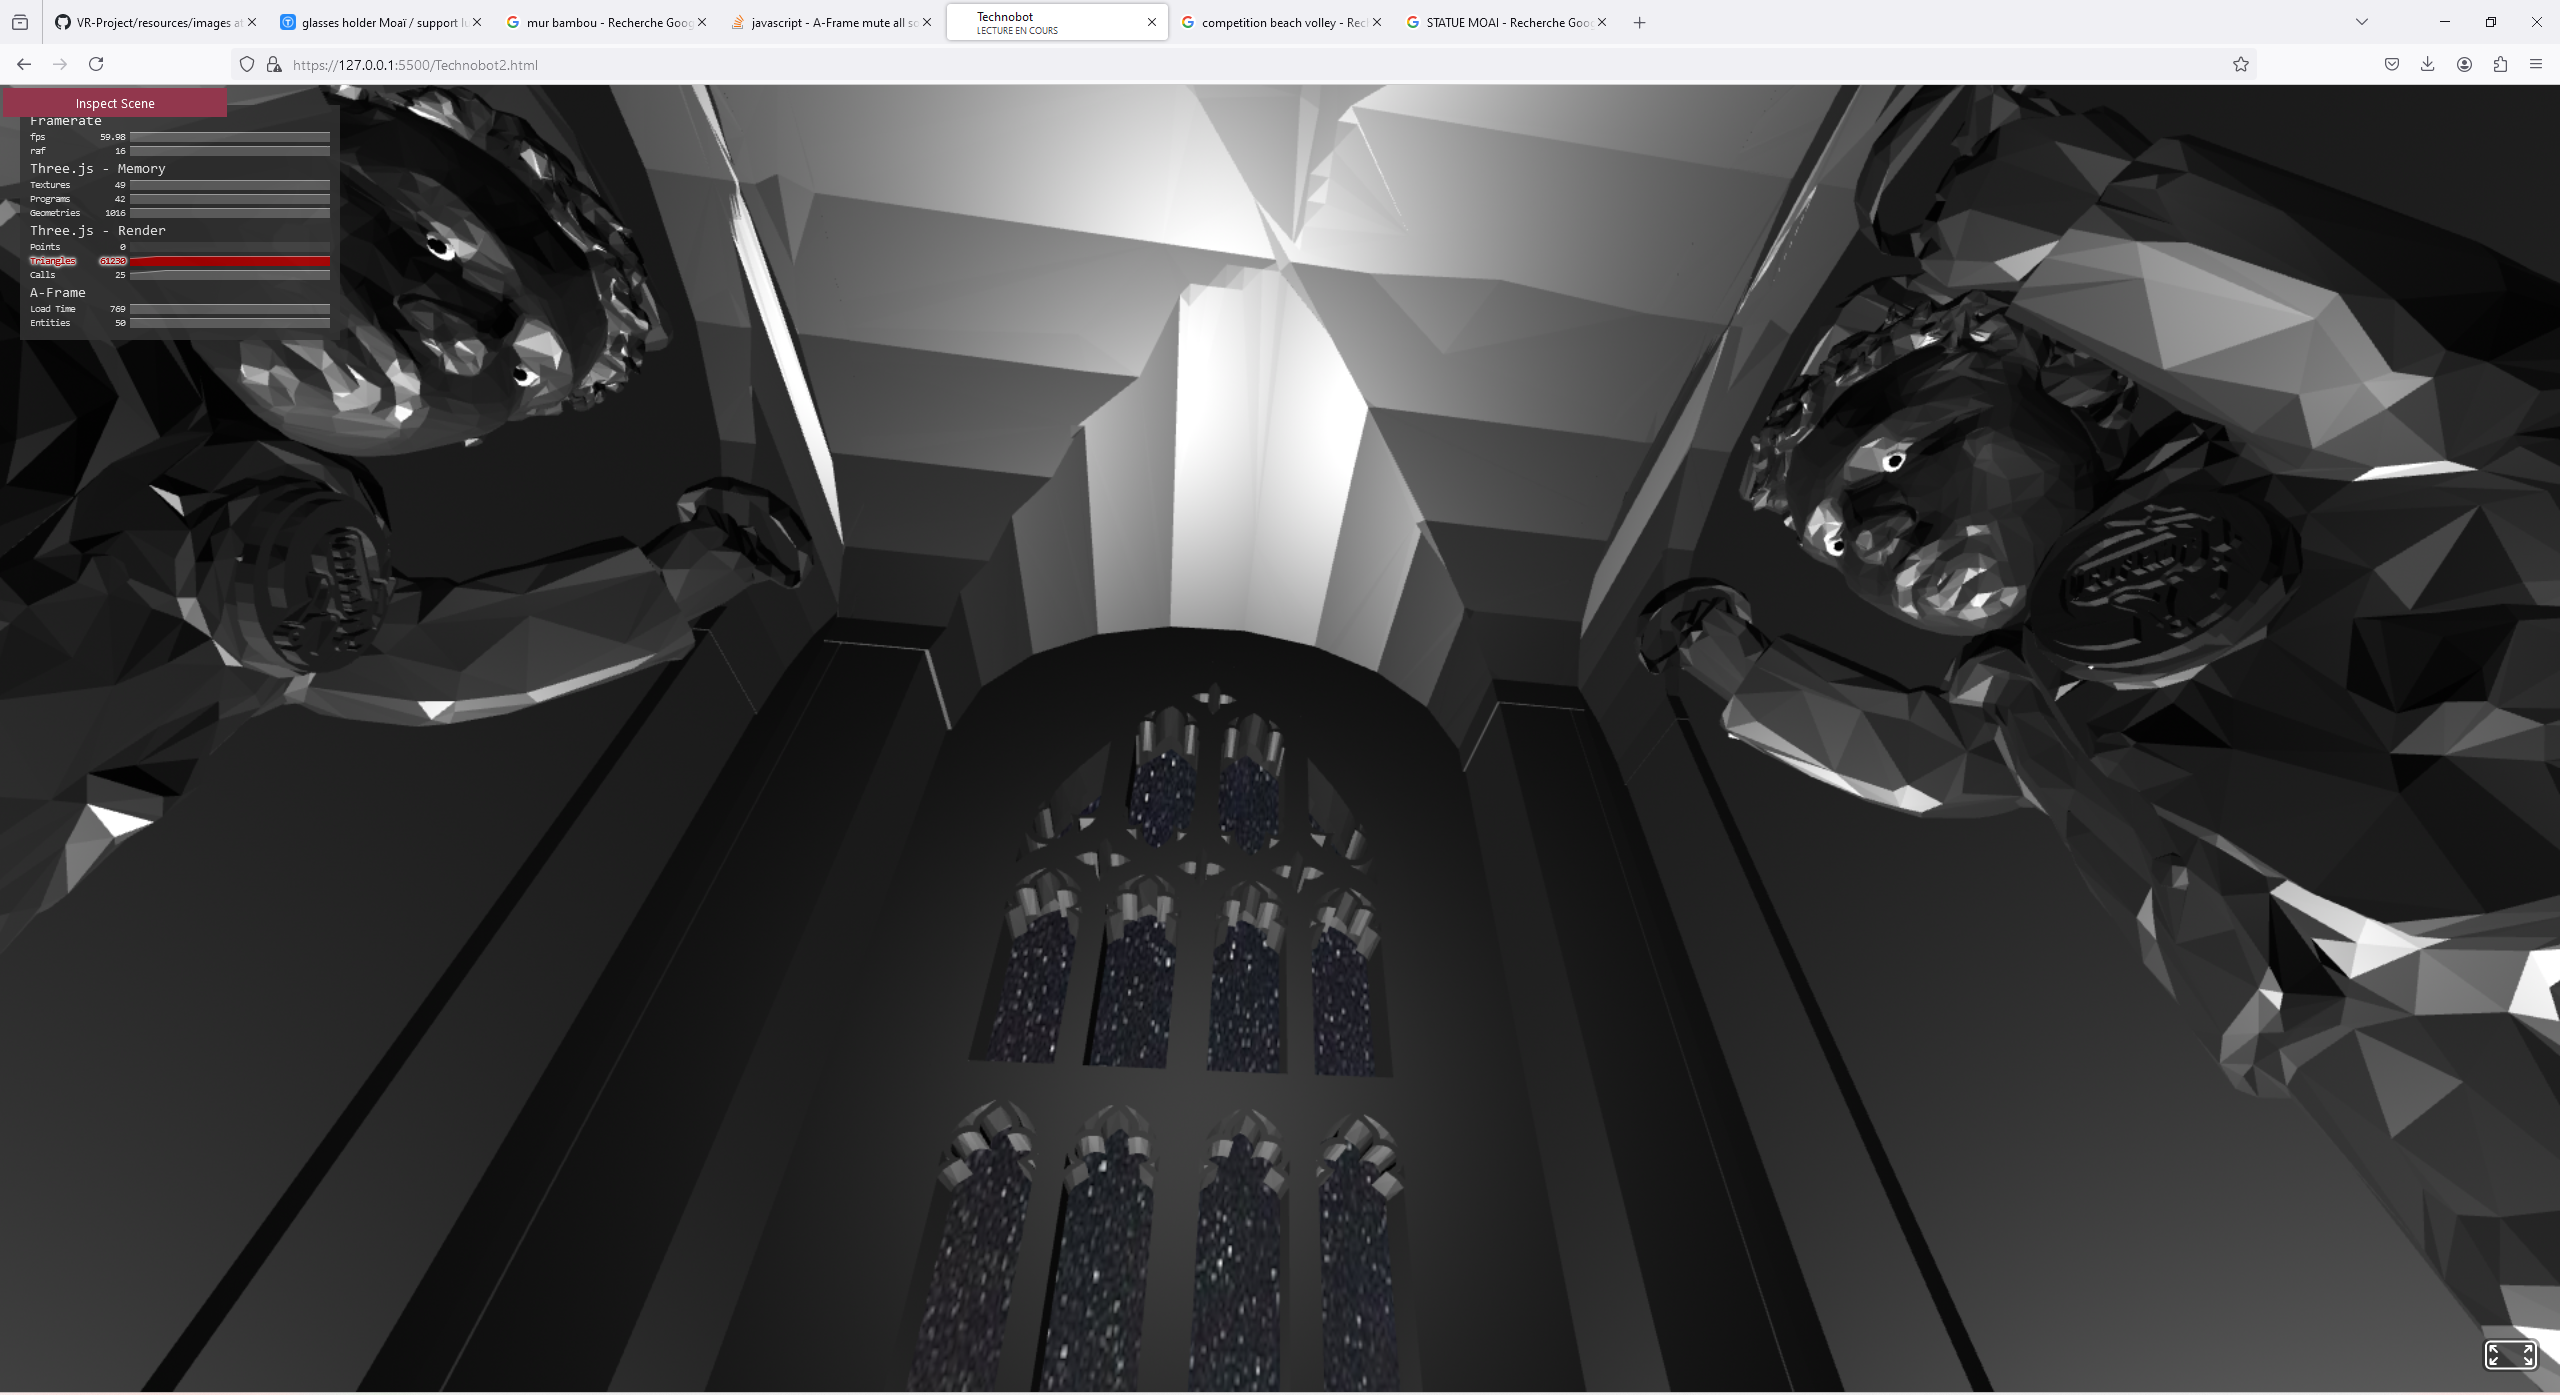 VR-Project/resources/images at
glasses holder Moaï / support lu
mur bambou - Recherche Goog
javascript - A-Frame mute all so
Technobot
LECTURE EN COURS
competition beach volley - Rec
STATUE MOAI - Recherche Goo
https://127.0.0.1:5500/Technobot2.html
Inspect Scene
Framerate
fps 59.98
raf 16
Three.js - Memory
Textures 49
Programs 42
Geometries 1016
Three.js - Render
Points 0
Triangles 61230
Calls 25
A-Frame
Load Time 769
Entities 50